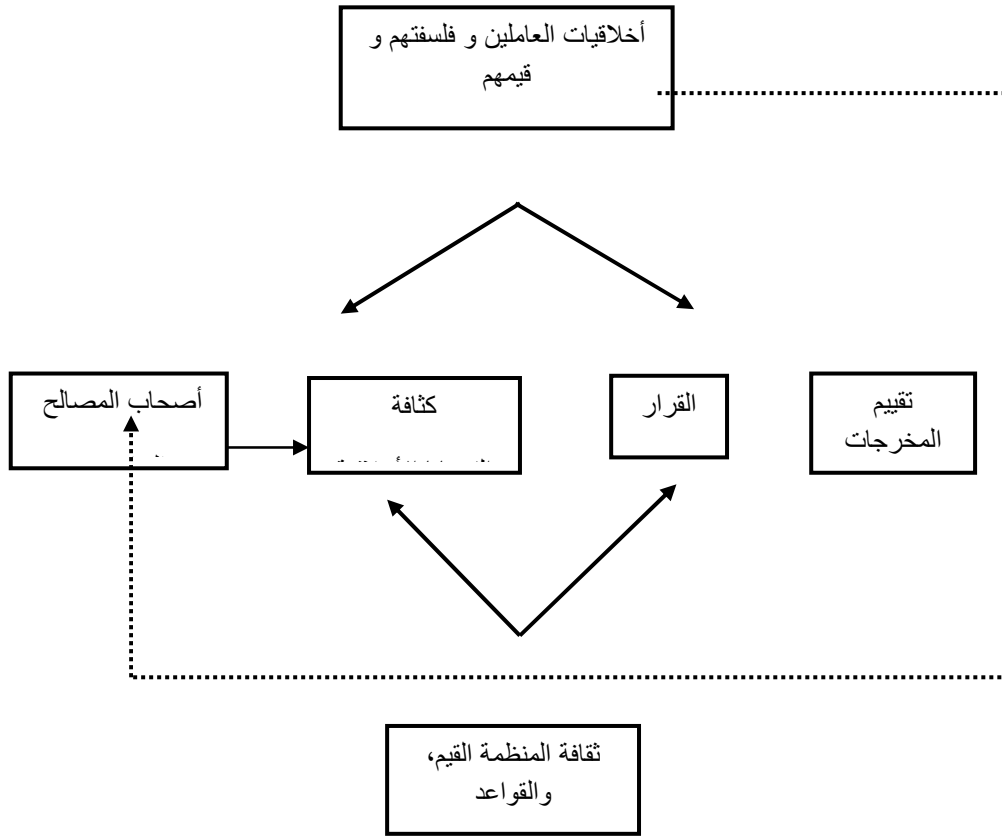 أخلاقيات العاملين و فلسفتهم و
قيمهم
أصحاب المصالح
كثافة
القرار
تقييم
المخرجات
ثقافة المنظمة القيم،
والقواعد